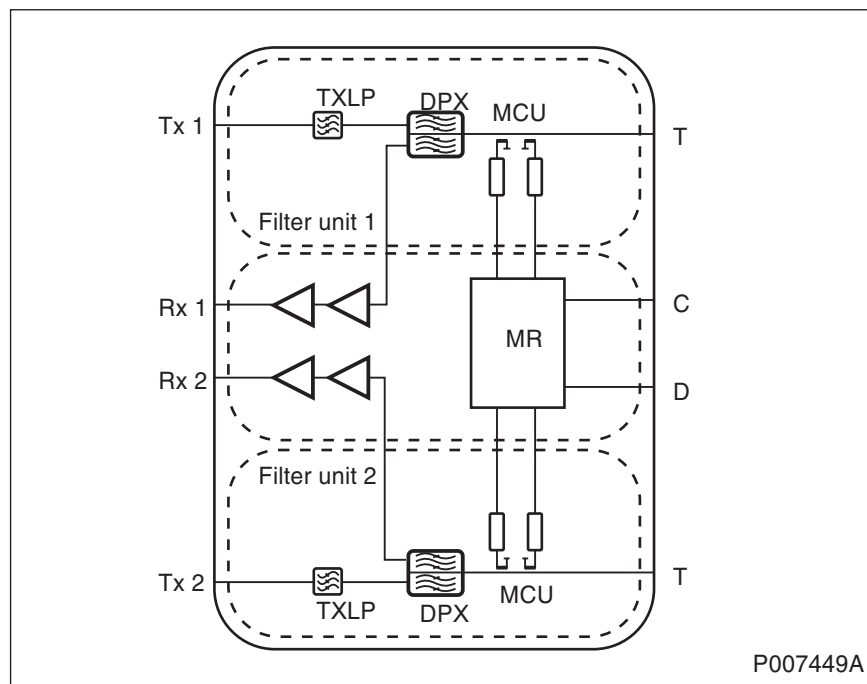 TXLP
DPX
MCU
Tx 1
T
Filter unit 1
Rx 1
C
MR
Rx 2
D
Filter unit 2
Tx 2
T
TXLP
DPX
MCU
P007449A